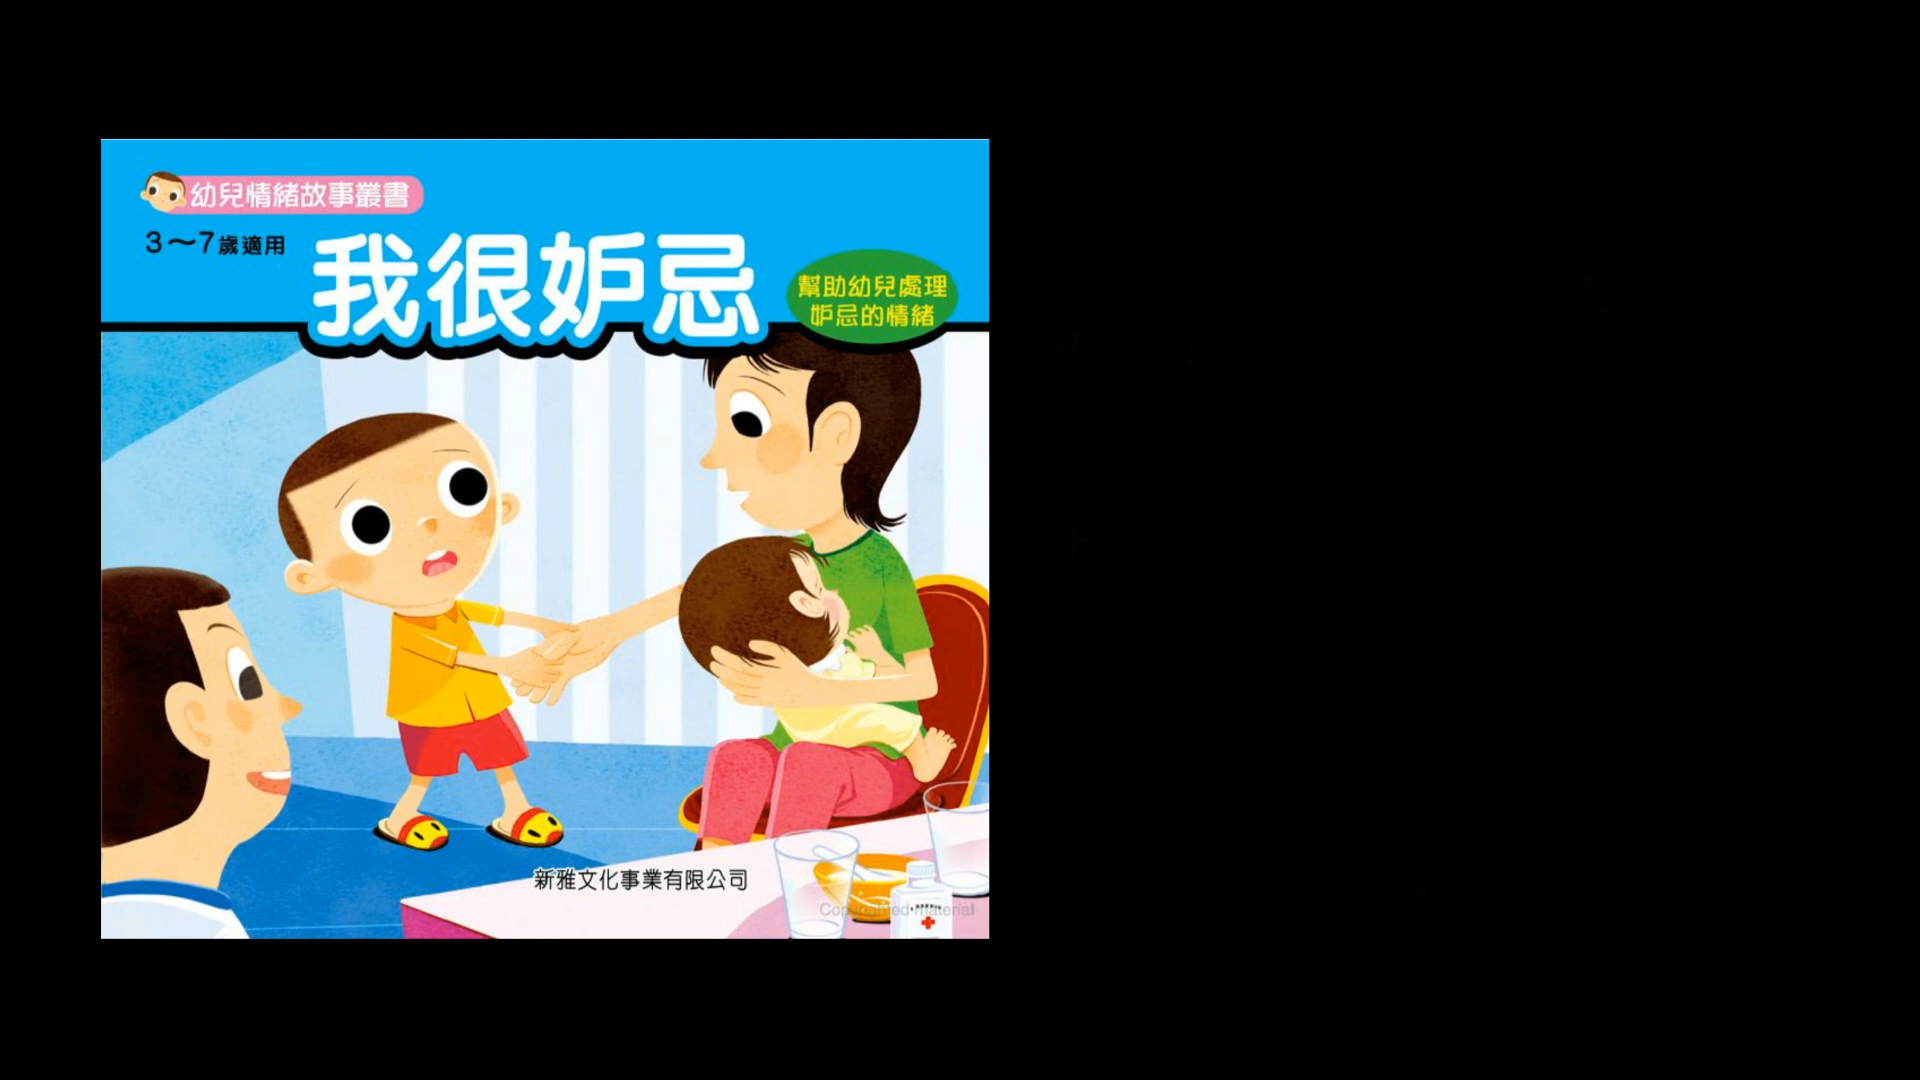 幼兒情緒故事叢書
3～7歲適用
我很妒忌
幫助幼兒處理
妒忌的情緒
新雅文化事業有限公司
Copyrighted material